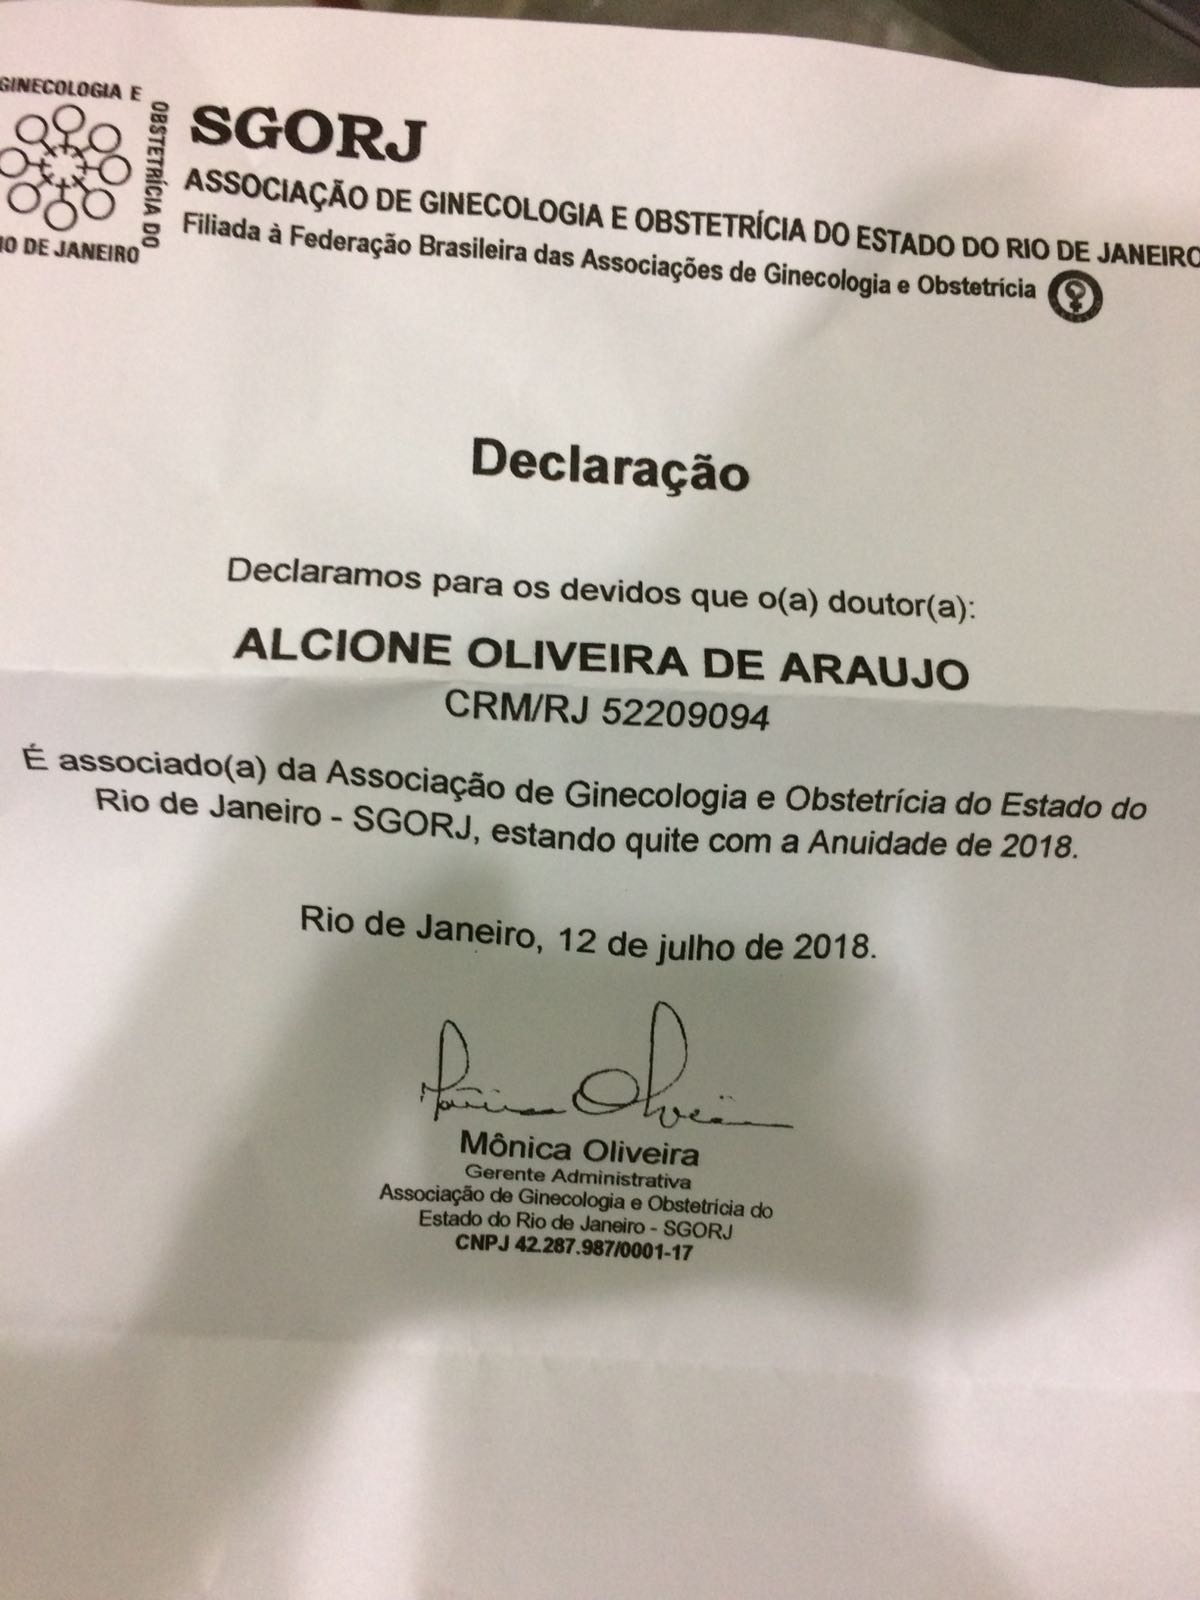 GINECOLOGIA E
OBSTETRÍCIA DO
RIO DE JANEIRO
SGORJ
ASSOCIAÇÃO DE GINECOLOGIA E OBSTETRÍCIA DO ESTADO DO RIO DE JANEIRO
Filiada à Federação Brasileira das Associações de Ginecologia e Obstetrícia
Declaração
Declaramos para os devidos que o(a) doutor(a):
ALCIONE OLIVEIRA DE ARAUJO
CRM/RJ 52209094
É associado(a) da Associação de Ginecologia e Obstetrícia do Estado do
Rio de Janeiro - SGORJ, estando quite com a Anuidade de 2018.
Rio de Janeiro, 12 de julho de 2018.
Mônica Oliveira
Mônica Oliveira
Gerente Administrativa
Associação de Ginecologia e Obstetrícia do
Estado do Rio de Janeiro - SGORJ
CNPJ 42.287.987/0001-17